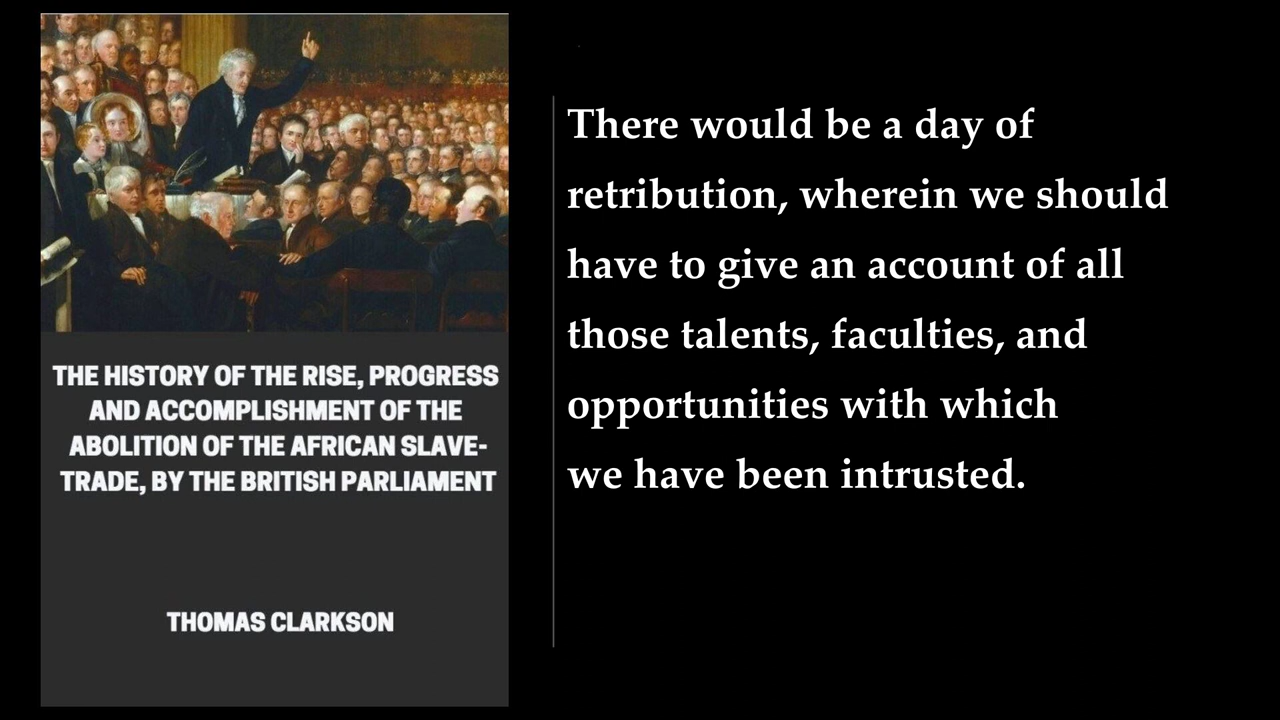 THE HISTORY OF THE RISE, PROGRESS
AND ACCOMPLISHMENT OF THE
ABOLITION OF THE AFRICAN SLAVE-
TRADE, BY THE BRITISH PARLIAMENT
THOMAS CLARKSON
There would be a day of
retribution, wherein we should
have to give an account of all
those talents, faculties, and
opportunities with which
we have been intrusted.